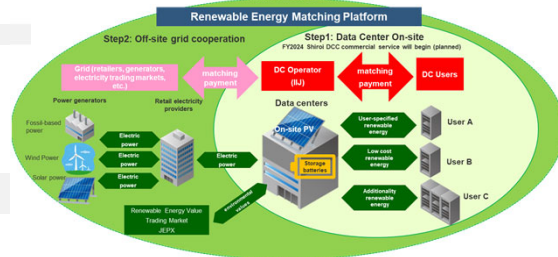 Renewable Energy Matching Platform
Step2: Off-site grid cooperation
Step1: Data Center On-site
FY2024 Shiroi DCC commercial service will begin (planned)
Grid (retailers, generators,
electricity trading markets,
etc.)
matching
payment
DC Operator
(IIJ)
matching
payment
DC Users
Power generators
Retail electricity
providers
Data centers
Fossil-based
power
Wind Power
Solar power
Electric
power
Electric
power
Electric
power
Electric
power
On-site PV
Storage
batteries
User-specified
renewable
energy
User A
Low cost
renewable
energy
User B
Additionality
renewable
energy
User C
environmental
values
Renewable Energy Value
Trading Market
JEPX